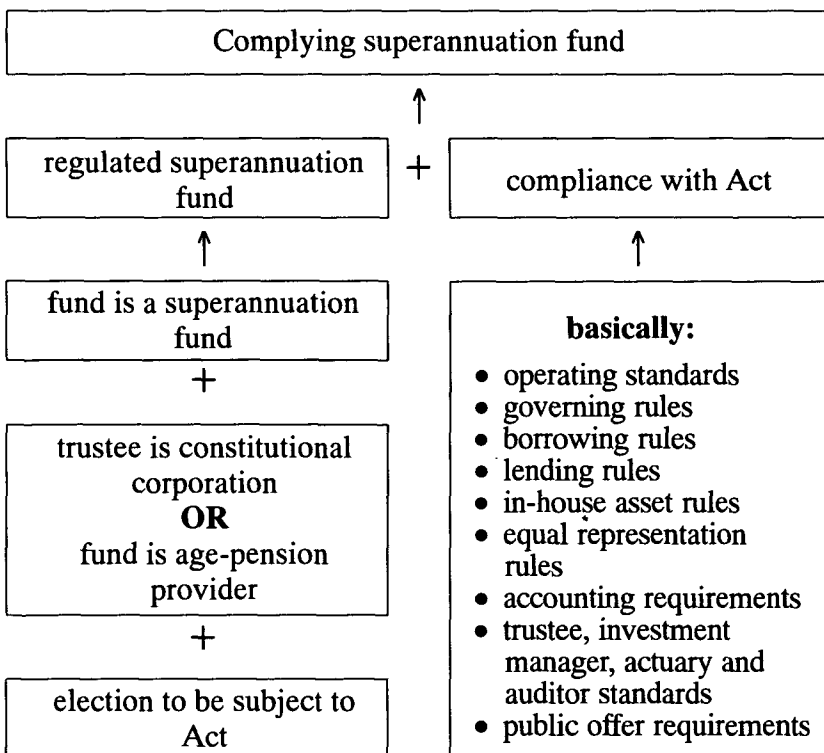 Complying superannuation fund
↑
regulated superannuation
fund
+
compliance with Act
↑
fund is a superannuation
fund
+
trustee is constitutional
corporation
OR
fund is age-pension
provider
+
election to be subject to
Act
↑
basically:
• operating standards
• governing rules
• borrowing rules
• lending rules
• in-house asset rules
• equal representation
rules
• accounting requirements
• trustee, investment
manager, actuary and
auditor standards
• public offer requirements